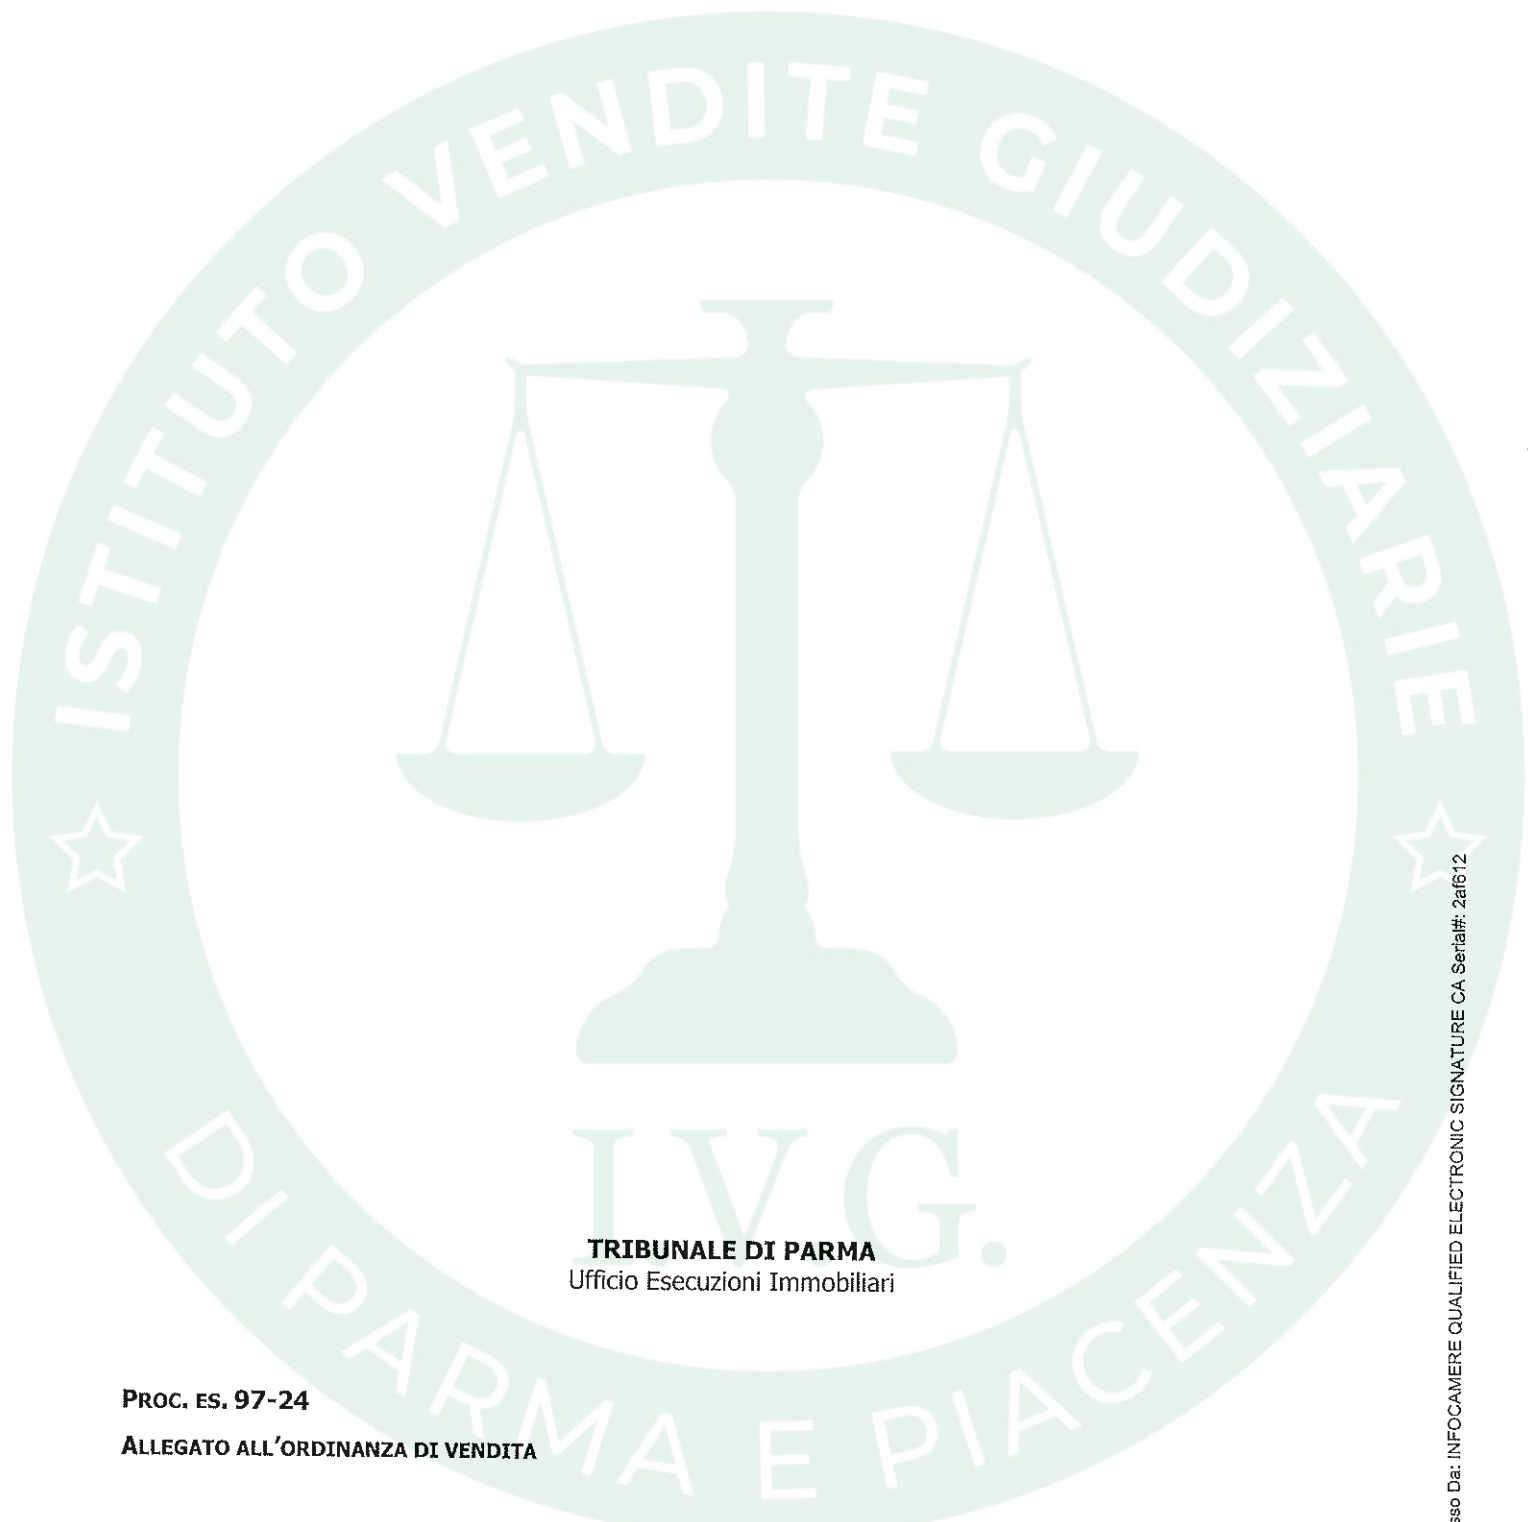 ISTITUTO VENDITE GIUDIZIARIE
I.V.G.
DI PARMA E PIACENZA
TRIBUNALE DI PARMA
Ufficio Esecuzioni Immobiliari
PROC. ES. 97-24
ALLEGATO ALL'ORDINANZA DI VENDITA
Da: INFOCAMERE QUALIFIED ELECTRONIC SIGNATURE CA Serial#: 2af612